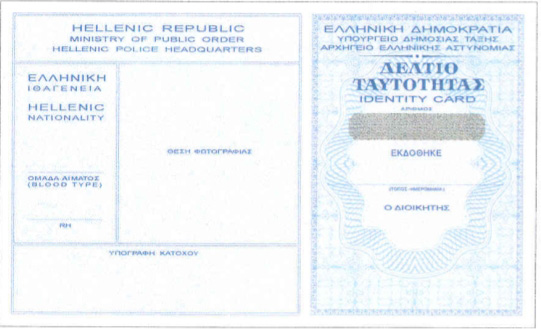 HELLENIC REPUBLIC
MINISTRY OF PUBLIC ORDER
HELLENIC POLICE HEADQUARTERS
ΕΛΛΗΝΙΚΗ
ΙΘΑΓΕΝΕΙΑ
HELLENIC
NATIONALITY
ΟΜΑΔΑ ΑΙΜΑΤΟΣ
(BLOOD TYPE)
RH
ΘΕΣΗ ΦΩΤΟΓΡΑΦΙΑΣ
ΥΠΟΓΡΑΦΗ ΚΑΤΟΧΟΥ
ΕΛΛΗΝΙΚΗ ΔΗΜΟΚΡΑΤΙΑ
ΥΠΟΥΡΓΕΙΟ ΔΗΜΟΣΙΑΣ ΤΑΞΗΣ
ΑΡΧΗΓΕΙΟ ΕΛΛΗΝΙΚΗΣ ΑΣΤΥΝΟΜΙΑΣ
ΔΕΛΤΙΟ
ΤΑΥΤΟΤΗΤΑΣ
IDENTITY CARD
ΑΡΙΘΜΟΣ
ΕΚΔΟΘΗΚΕ
(ΤΟΠΟΣ - ΗΜΕΡΟΜΗΝΙΑ)
Ο ΔΙΟΙΚΗΤΗΣ